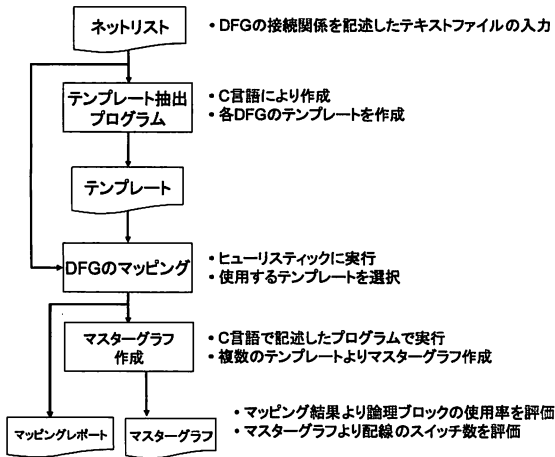 ネットリスト
• DFGの接続関係を記述したテキストファイルの入力
テンプレート抽出
プログラム
• C言語により作成
• 各DFGのテンプレートを作成
テンプレート
DFGのマッピング
• ヒューリスティックに実行
• 使用するテンプレートを選択
マスターグラフ
作成
• C言語で記述したプログラムで実行
• 複数のテンプレートよりマスターグラフ作成
マッピングレポート
マスターグラフ
• マッピング結果より論理ブロックの使用率を評価
• マスターグラフより配線のスイッチ数を評価